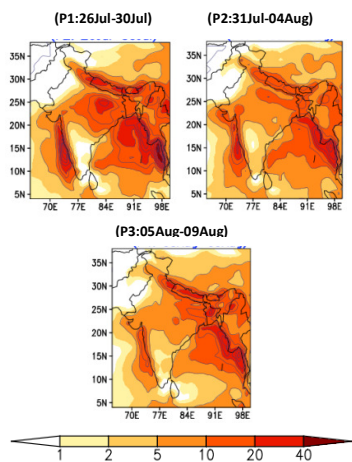 (P1:26Jul-30Jul)
(P2:31Jul-04Aug)
35N
30N
25N
20N
15N
10N
5N
70E 77E 84E 91E 98E
35N
30N
25N
20N
15N
10N
5N
70E 77E 84E 91E 98E
(P3:05Aug-09Aug)
35N
30N
25N
20N
15N
10N
5N
70E 77E 84E 91E 98E
1 2 5 10 20 40